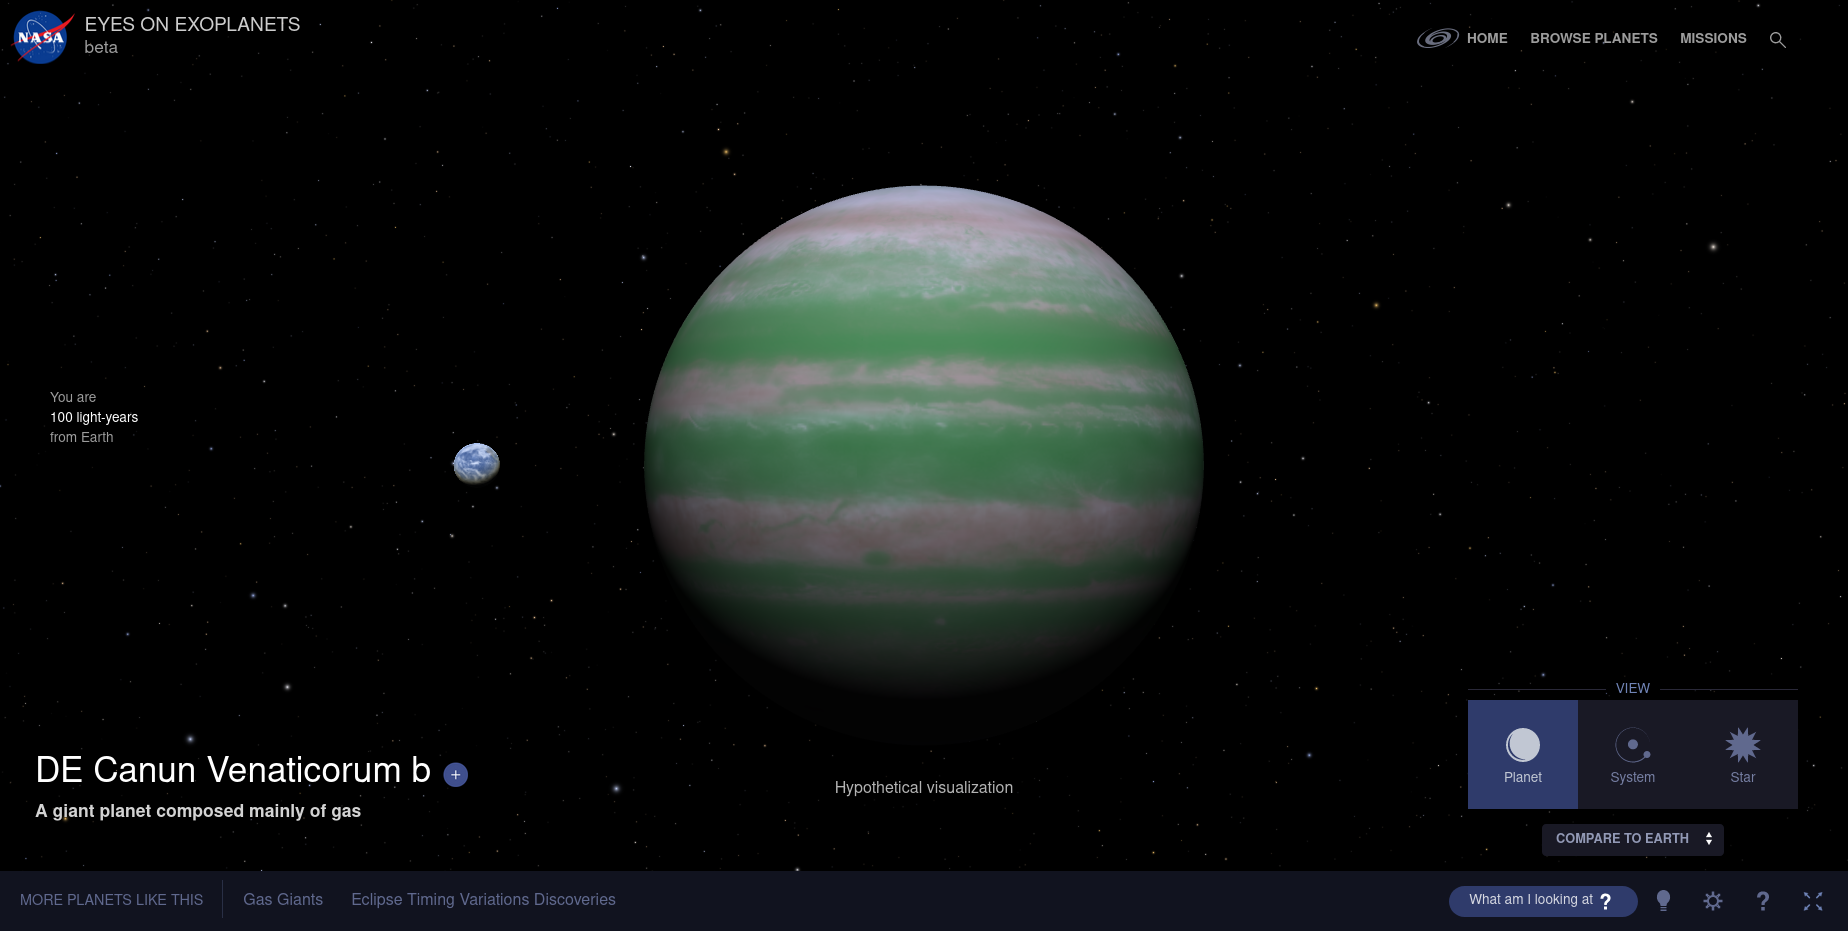 NASA
EYES ON EXOPLANETS
beta
HOME
BROWSE PLANETS
MISSIONS
You are
100 light-years
from Earth
DE Canun Venaticorum b +
A giant planet composed mainly of gas
Hypothetical visualization
VIEW
Planet
System
Star
COMPARE TO EARTH
MORE PLANETS LIKE THIS
Gas Giants
Eclipse Timing Variations Discoveries
What am I looking at ?
?